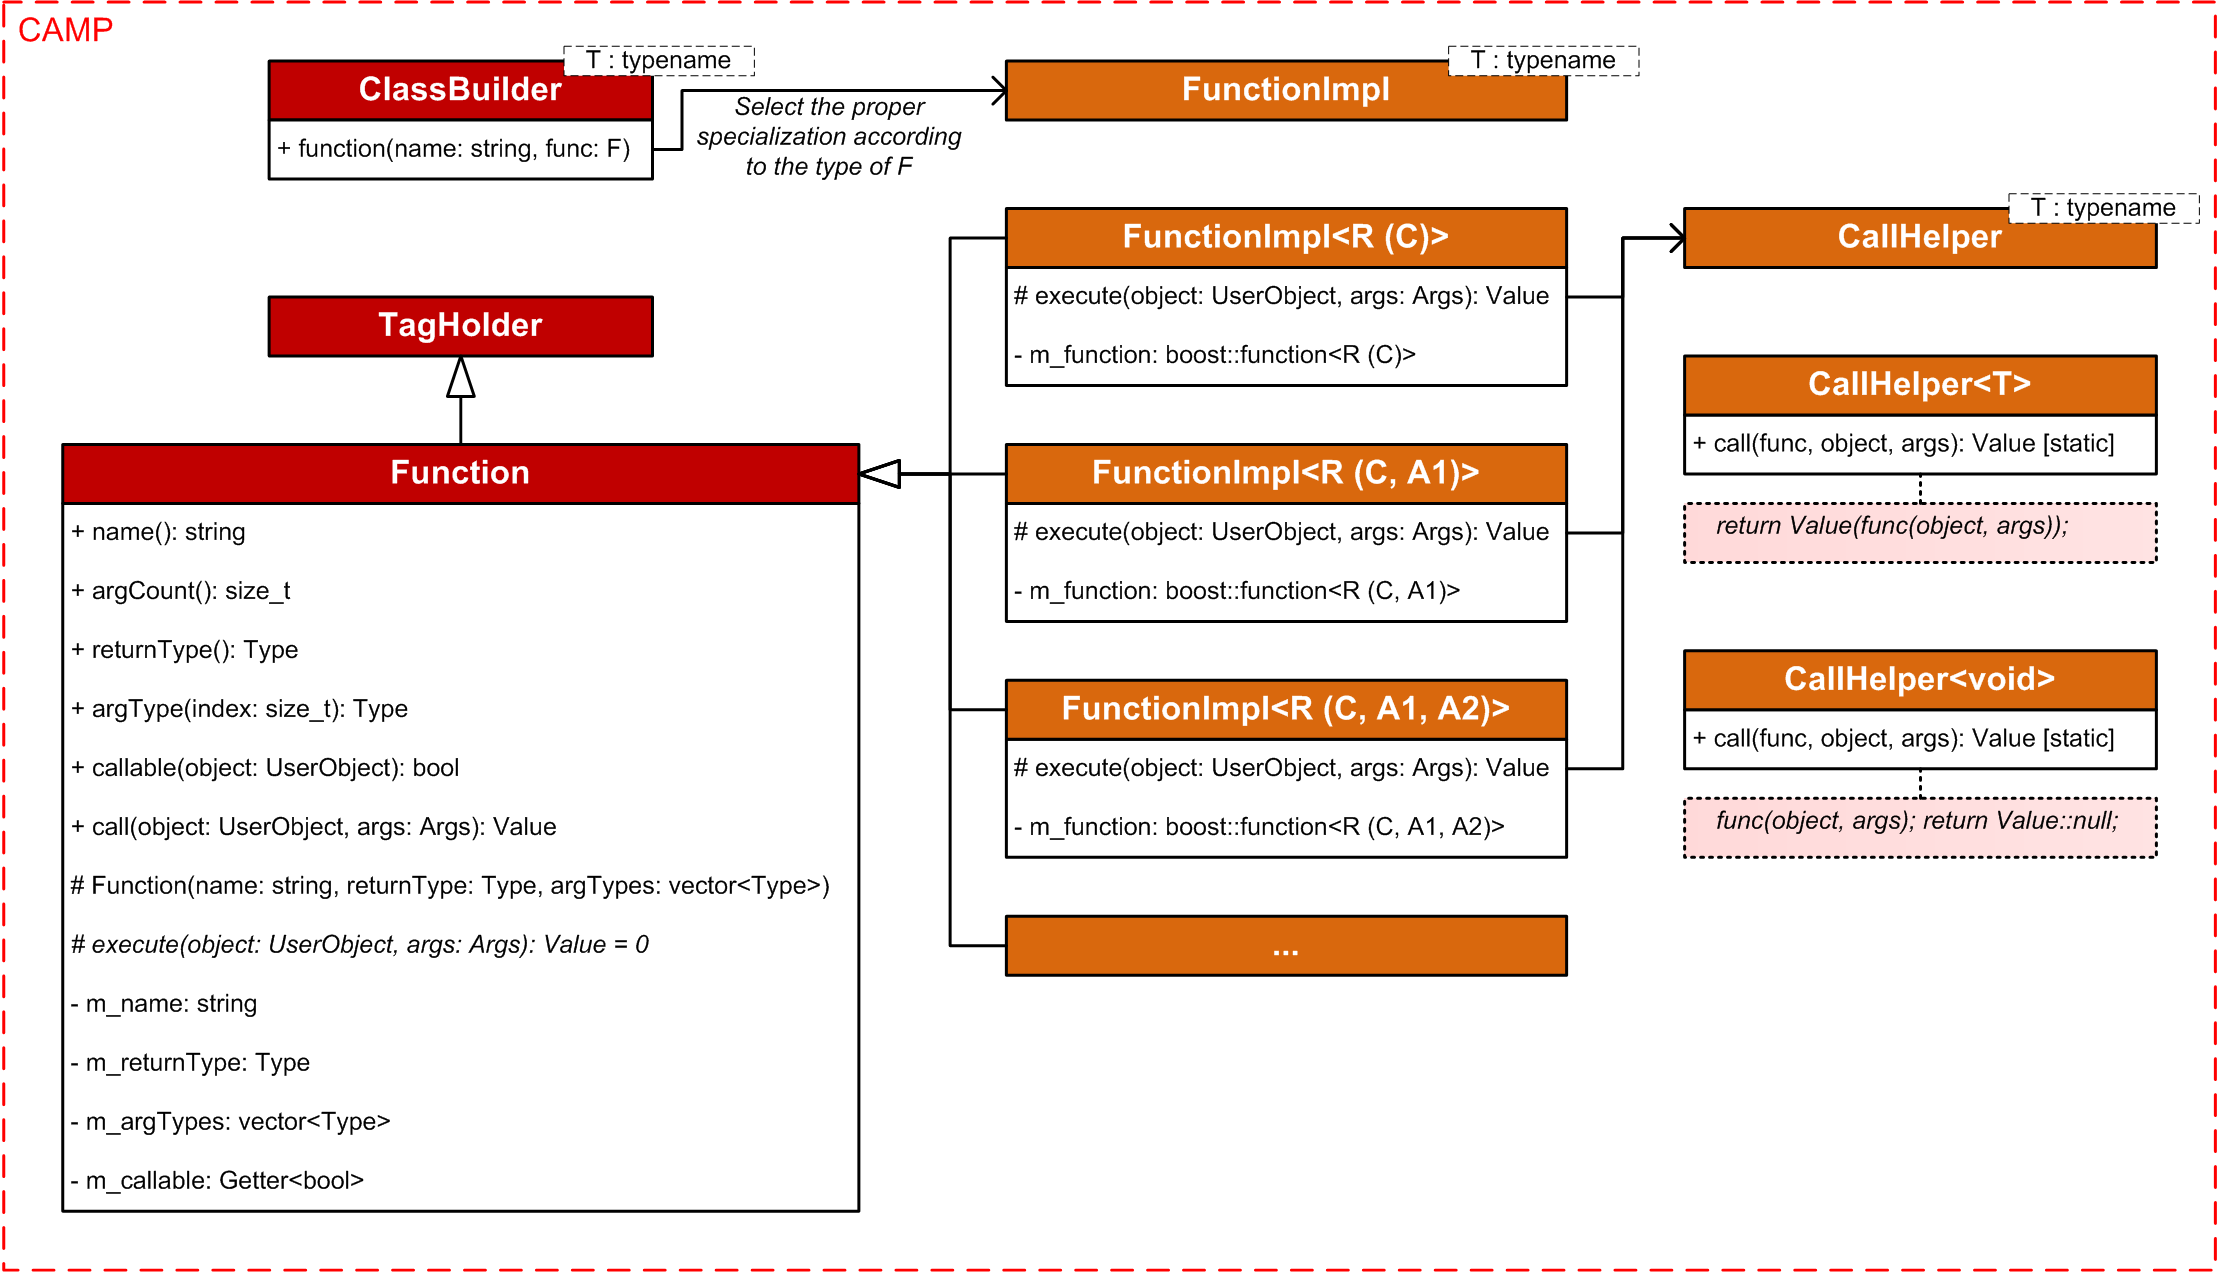 CAMP
T : typename
ClassBuilder
+ function(name: string, func: F)
Select the proper
specialization according
to the type of F
T : typename
FunctionImpl
TagHolder
Function
+ name(): string
+ argCount(): size_t
+ returnType(): Type
+ argType(index: size_t): Type
+ callable(object: UserObject): bool
+ call(object: UserObject, args: Args): Value
# Function(name: string, returnType: Type, argTypes: vector<Type>)
# execute(object: UserObject, args: Args): Value = 0
- m_name: string
- m_returnType: Type
- m_argTypes: vector<Type>
- m_callable: Getter<bool>
FunctionImpl<R (C)>
# execute(object: UserObject, args: Args): Value
- m_function: boost::function<R (C)>
FunctionImpl<R (C, A1)>
# execute(object: UserObject, args: Args): Value
- m_function: boost::function<R (C, A1)>
FunctionImpl<R (C, A1, A2)>
# execute(object: UserObject, args: Args): Value
- m_function: boost::function<R (C, A1, A2)>
...
T : typename
CallHelper
CallHelper<T>
+ call(func, object, args): Value [static]
return Value(func(object, args));
CallHelper<void>
+ call(func, object, args): Value [static]
func(object, args); return Value::null;